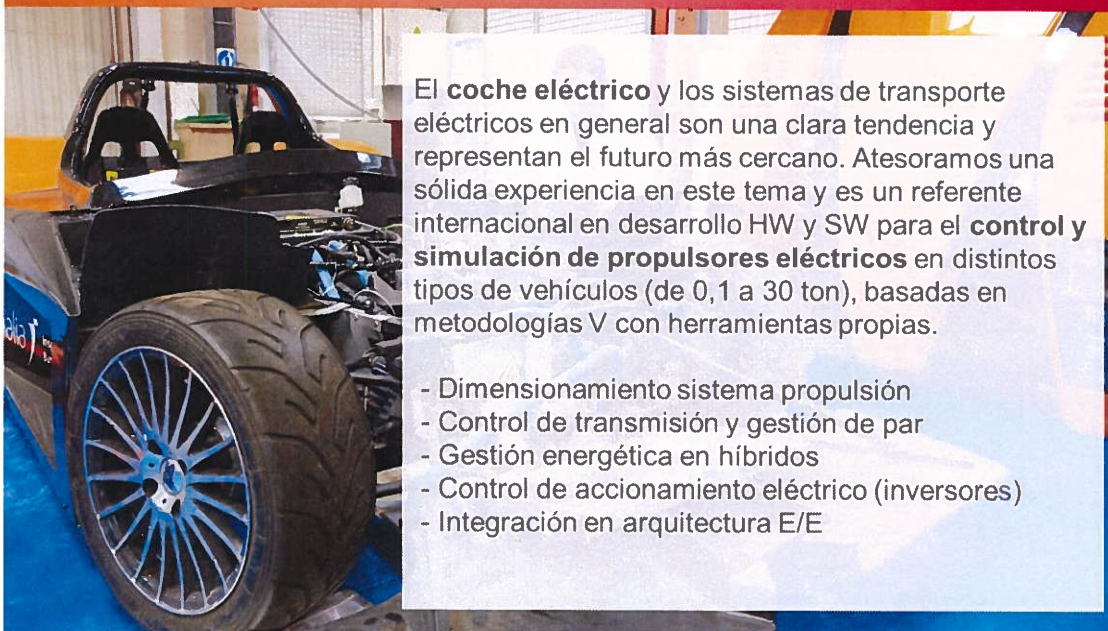 El coche eléctrico y los sistemas de transporte
eléctricos en general son una clara tendencia y
representan el futuro más cercano. Atesoramos una
sólida experiencia en este tema y es un referente
internacional en desarrollo HW y SW para el control y
simulación de propulsores eléctricos en distintos
tipos de vehículos (de 0,1 a 30 ton), basadas en
metodologías V con herramientas propias.
- Dimensionamiento sistema propulsión
- Control de transmisión y gestión de par
- Gestión energética en híbridos
- Control de accionamiento eléctrico (inversores)
- Integración en arquitectura E/E